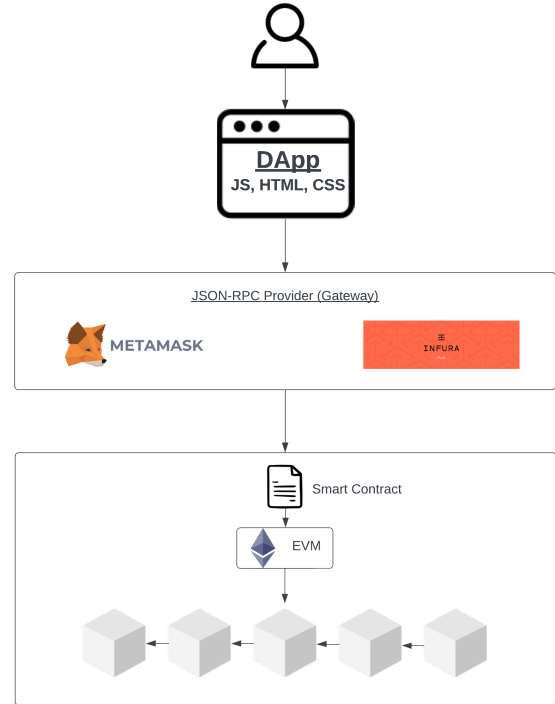 DApp
JS, HTML, CSS
JSON-RPC Provider (Gateway)
METAMASK
INFURA
Smart Contract
EVM